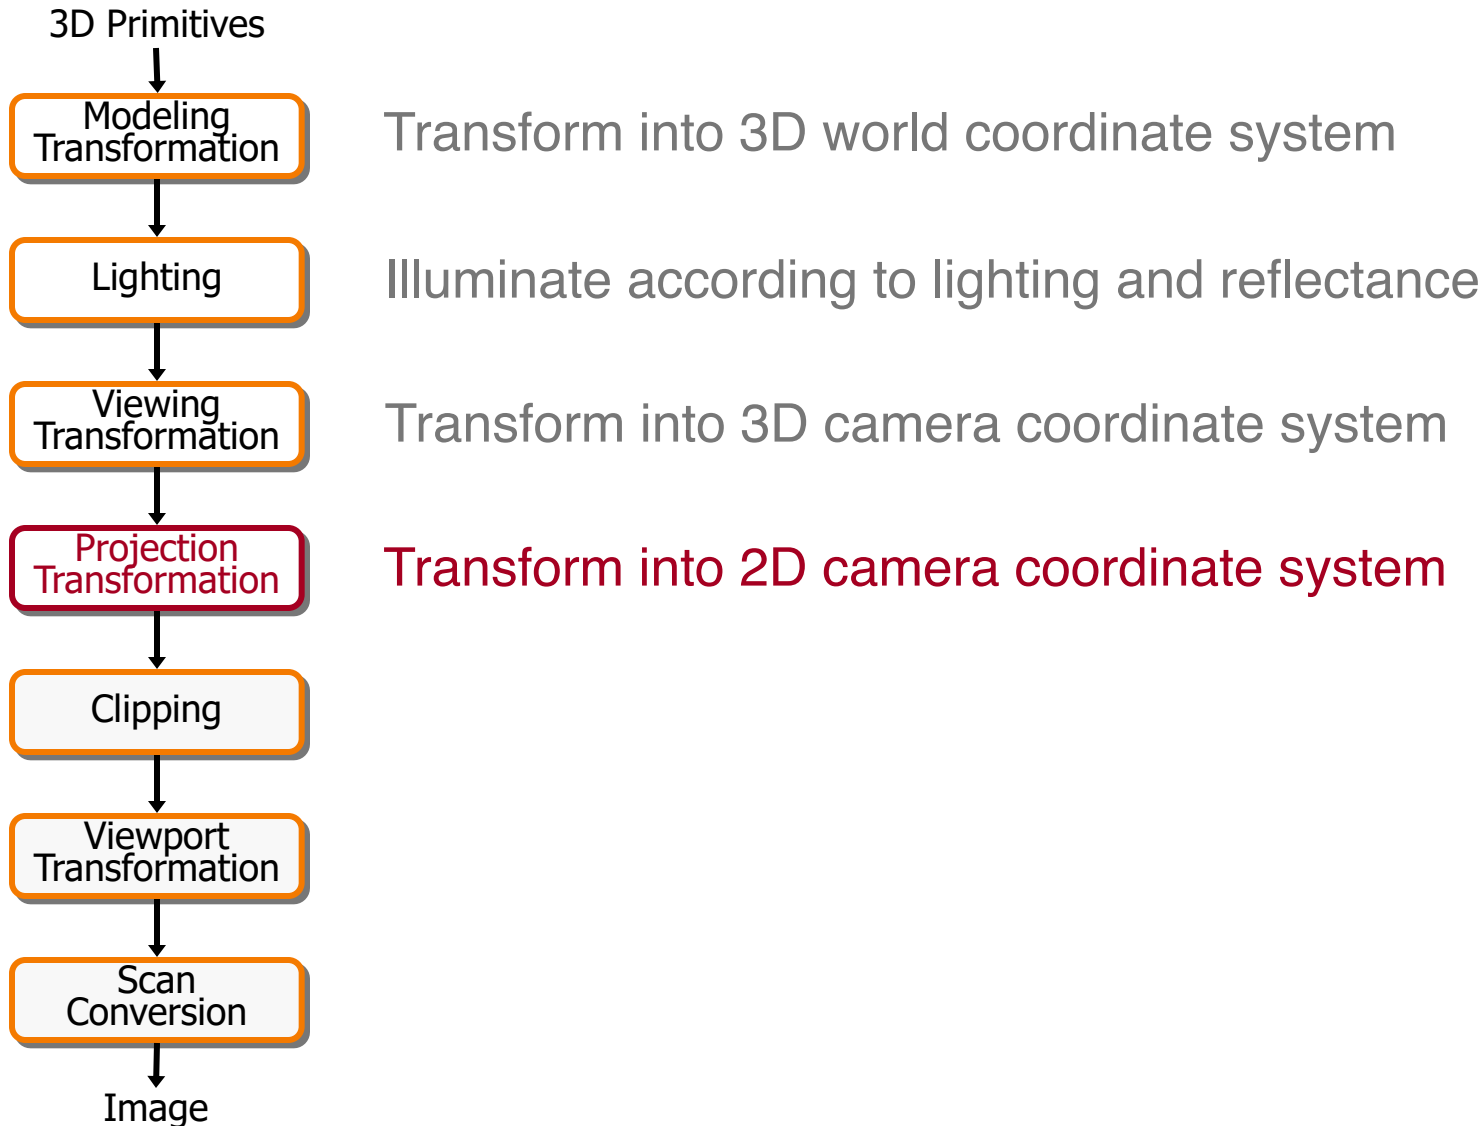 3D Primitives
Modeling
Transformation
Transform into 3D world coordinate system
Lighting
Illuminate according to lighting and reflectance
Viewing
Transformation
Transform into 3D camera coordinate system
Projection
Transformation
Transform into 2D camera coordinate system
Clipping
Viewport
Transformation
Scan
Conversion
Image